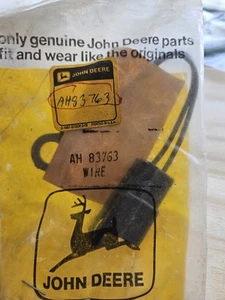 only genuine John Deere parts
fit and wear like the originals
JOHN DEERE
AH83763
AH 83763
WIRE
JOHN DEERE